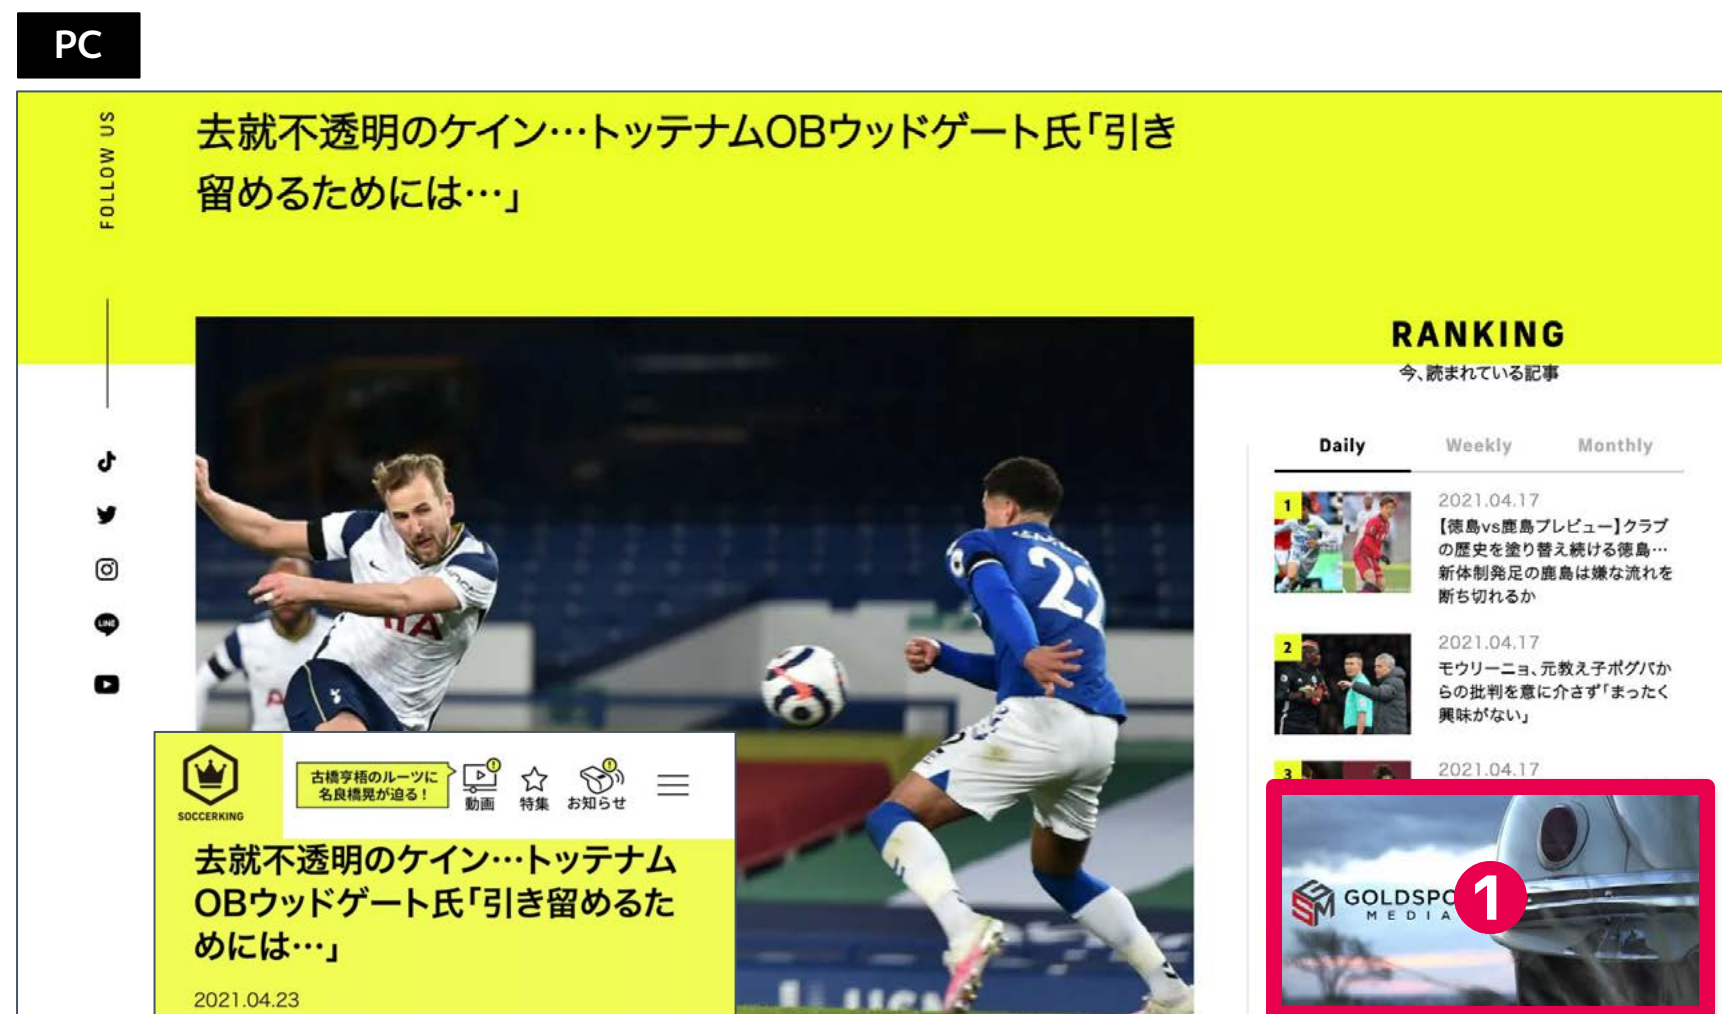 PC
FOLLOW US
去就不透明のケイン…トッテナムOBウッドゲート氏「引き
留めるためには…」
RANKING
今、読まれている記事
Daily
Weekly
Monthly
1
2021.04.17
【徳島vs鹿島プレビュー】クラブ
の歴史を塗り替え続ける徳島…
新体制発足の鹿島は嫌な流れを
断ち切れるか
2
2021.04.17
モウリーニョ、元教え子ポグバか
らの批判を意に介さず「まったく
興味がない」
3
2021.04.17
LINE
22
SOCCERKING
古橋亨梧のルーツに
名良橋晃が迫る！
動画
特集
お知らせ
去就不透明のケイン…トッテナム
OBウッドゲート氏「引き留めるた
めには…」
2021.04.23
GSM
GOLDSPO
MEDIA
1